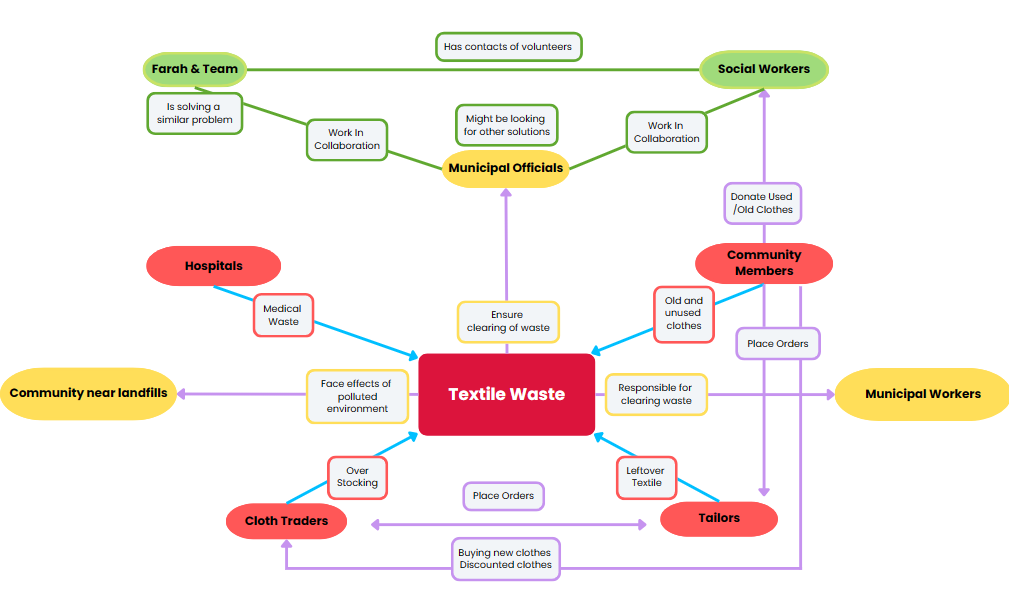 Has contacts of volunteers
Farah & Team
Social Workers
Is solving a
similar problem
Might be looking
for other solutions
Work In
Collaboration
Work In
Collaboration
Municipal Officials
Donate Used
/Old Clothes
Hospitals
Community
Members
Medical
Waste
Ensure
clearing of waste
Old and
unused
clothes
Place Orders
Community near landfills
Face effects of
polluted
environment
Textile Waste
Responsible for
clearing waste
Municipal Workers
Over
Stocking
Leftover
Textile
Place Orders
Cloth Traders
Tailors
Buying new clothes
Discounted clothes